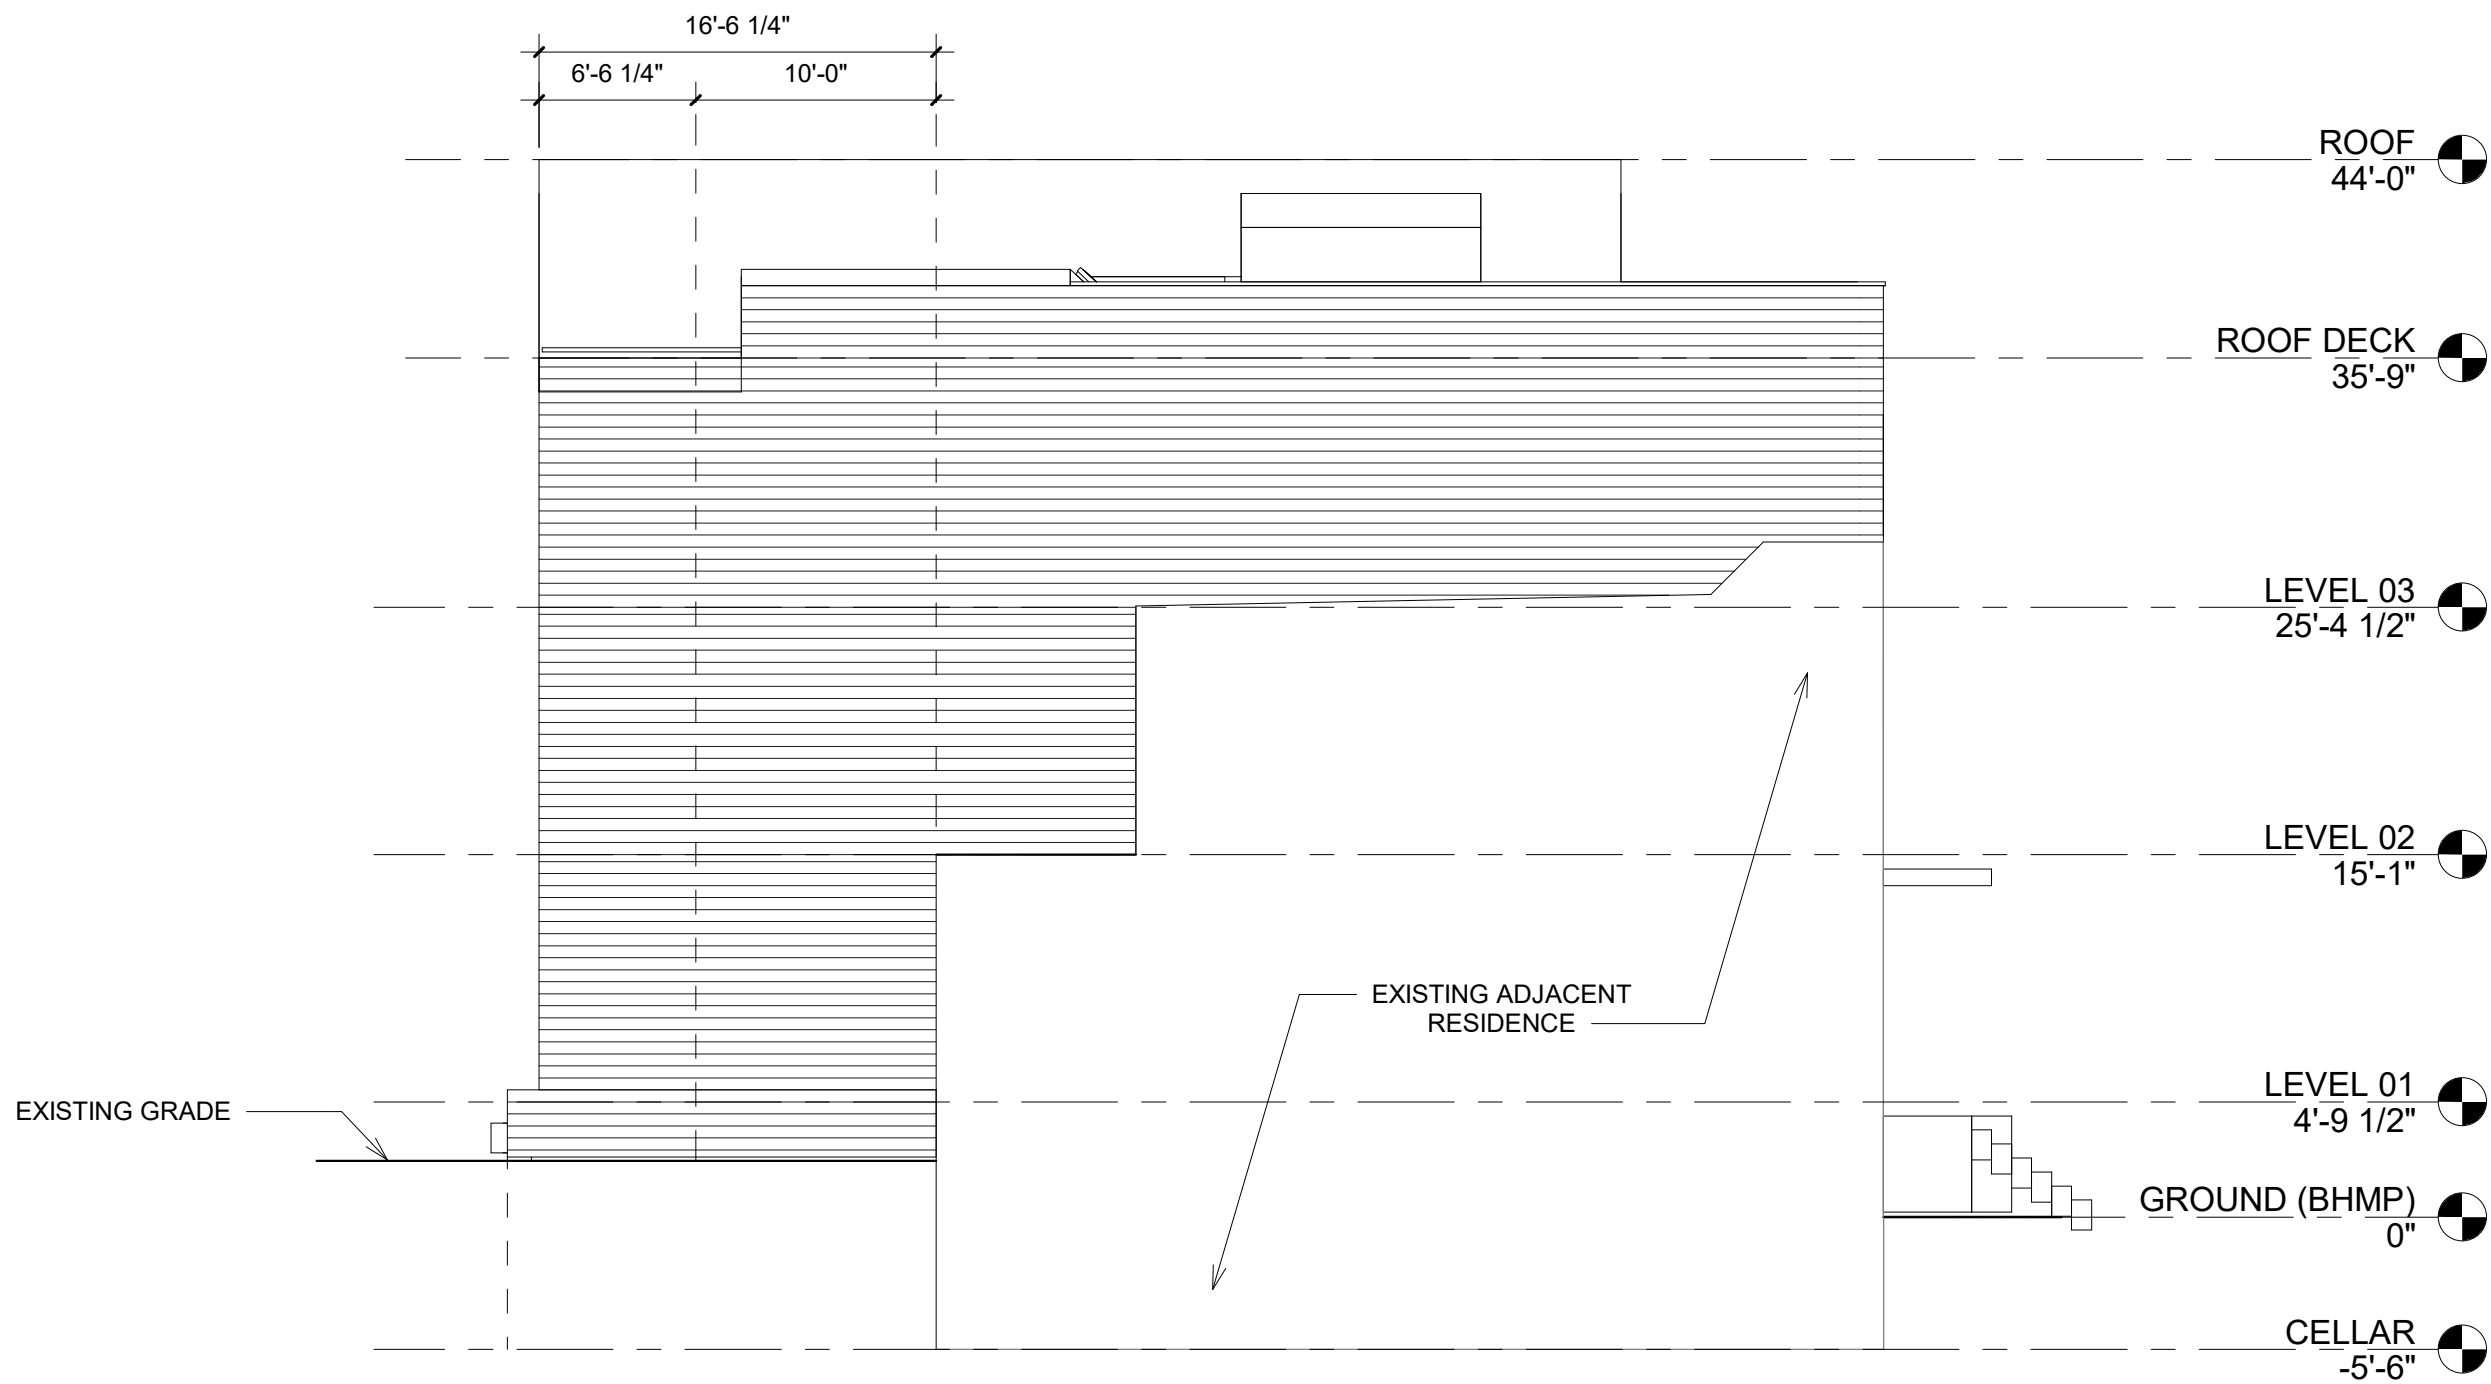 16'-6 1/4"
6'-6 1/4"
10'-0"
ROOF
44'-0"
ROOF DECK
35'-9"
LEVEL 03
25'-4 1/2"
LEVEL 02
15'-1"
EXISTING ADJACENT
RESIDENCE
LEVEL 01
4'-9 1/2"
EXISTING GRADE
GROUND (BHMP)
0"
CELLAR
-5'-6"